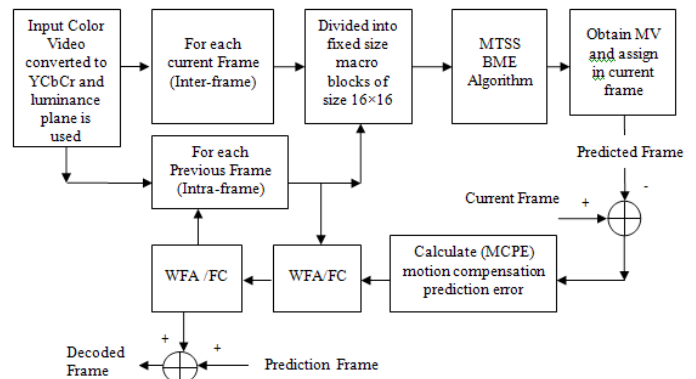 Input Color
Video
converted to
YCbCr and
luminance
plane is
used
For each
current Frame
(Inter-frame)
Divided into
fixed size
macro
blocks of
size 16×16
MTSS
BME
Algorithm
Obtain MV
and assign
in current
frame
For each
Previous Frame
(Intra-frame)
Predicted Frame
-
Current Frame
+
Calculate (MCPE)
motion compensation
prediction error
WFA/FC
WFA /FC
+
+
Decoded
Frame
Prediction Frame